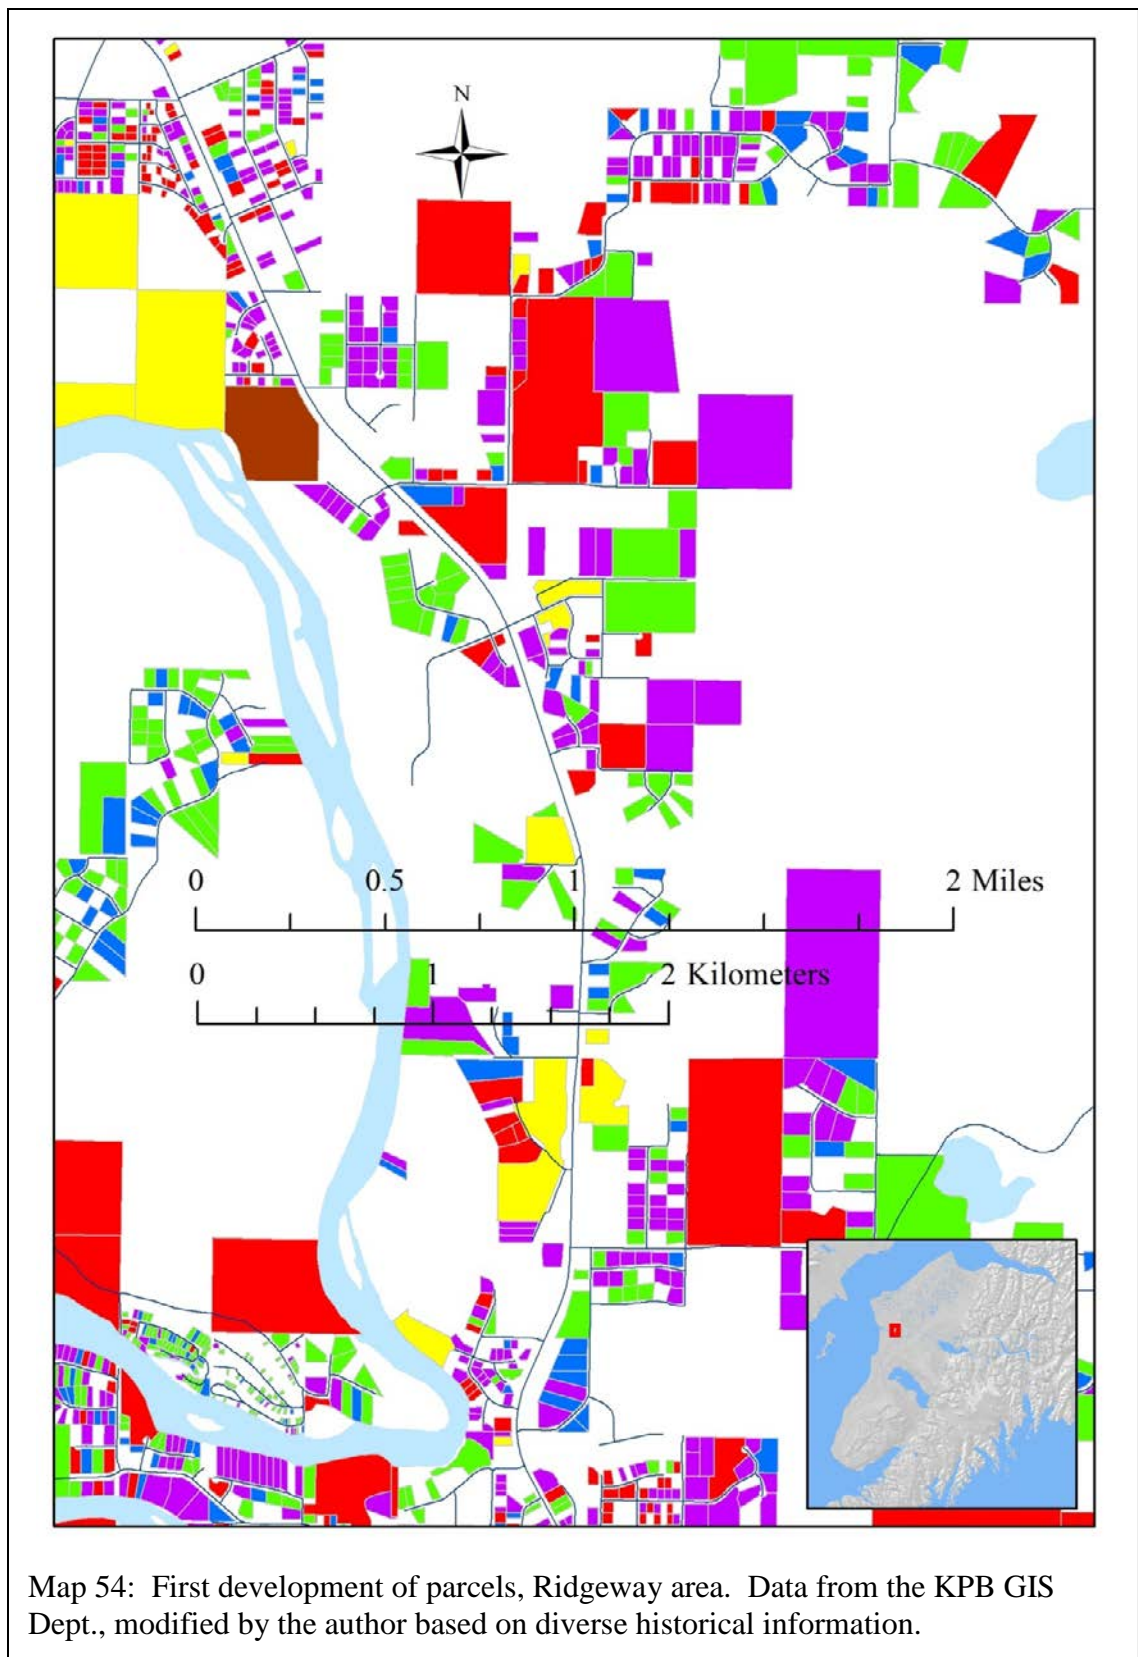 N
0 0.5 1 2 Miles
0 1 2 Kilometers
Map 54: First development of parcels, Ridgeway area. Data from the KPB GIS
Dept., modified by the author based on diverse historical information.